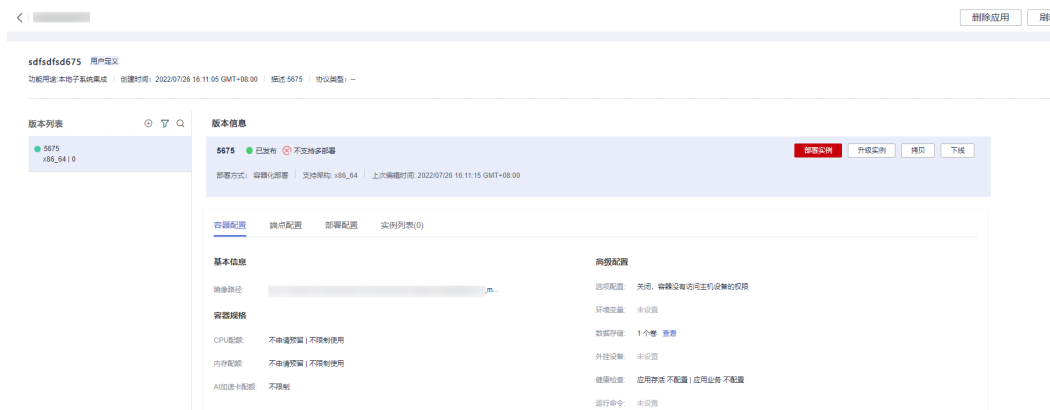 删除应用
sdfsdfsd675 用户定义
功能用途:本地子系统集成 创建时间: 2022/07/26 16:11:05 GMT+08:00 描述:5675 协议类型: --
版本列表
5675
x86_64 | 0
版本信息
5675 已发布 不支持多部署
部署实例 升级实例 拷贝 下线
部署方式: 容器化部署 支持架构: x86_64 上次编辑时间: 2022/07/26 16:11:15 GMT+08:00
容器配置 端点配置 部署配置 实例列表(0)
基本信息
镜像路径: _m...
容器规格
CPU配额: 不申请预留 | 不限制使用
内存配额: 不申请预留 | 不限制使用
AI加速卡配额: 不限制
高级配置
选项配置: 关闭，容器没有访问主机设备的权限
环境变量: 未设置
数据存储: 1 个卷 查看
外挂设备: 未设置
健康检查: 应用存活 不配置 | 应用业务 不配置
运行命令: 未设置